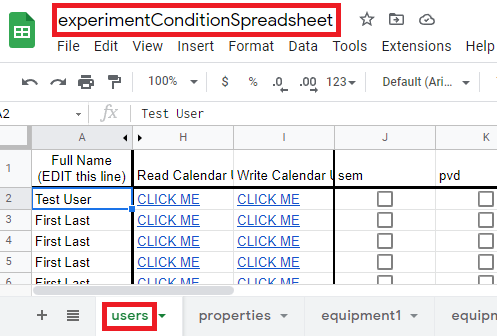 experimentConditionSpreadsheet
File Edit View Insert Format Data Tools Extensions Help
100% $ % .0 .00 123 Default (Ari...
A2 fx Test User
A H I J K
1 Full Name
(EDIT this line) Read Calendar U Write Calendar U sem pvd
2 Test User CLICK ME CLICK ME
3 First Last CLICK ME CLICK ME
4 First Last CLICK ME CLICK ME
5 First Last CLICK ME CLICK ME
6 First Last CLICK ME CLICK ME
users properties equipment1 equipm